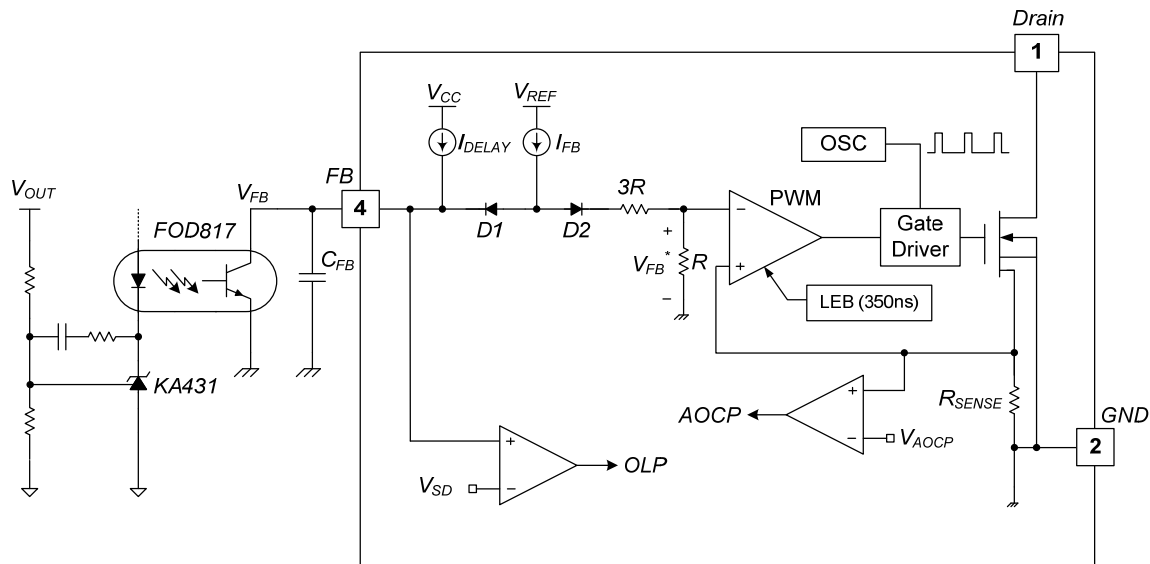 Drain
1
V_CC
V_REF
I_DELAY
I_FB
OSC
FB
4
3R
PWM
V_OUT
V_FB
FOD817
D1
D2
Gate
Driver
+
−
V_FB*
R
−
+
C_FB
LEB (350ns)
KA431
AOCP
+
−
V_AOCP
R_SENSE
GND
2
+
−
V_SD
OLP